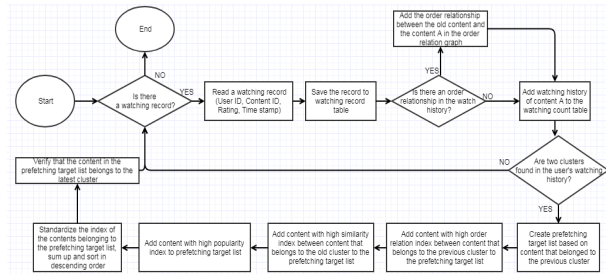 Add the order relationship
between the old content and
the content A in the order
relation graph
End
NO
YES
Start
Is there
a watching record?
YES
Read a watching record
(User ID, Content ID,
Rating, Time stamp)
Save the record to
watching record
table
Is there an order
relationship in the watch
history?
NO
Add watching history
of content A to the
watching count table
Verify that the content in the
prefetching target list belongs to the
latest cluster
NO
Are two clusters
found in the user's watching
history?
YES
Standardize the index of
the contents belonging to
the prefetching target list,
sum up and sort in
descending order
Add content with high popularity
index to prefetching target list
Add content with high similarity
index between content that
belongs to the old cluster to the
prefetching target list
Add content with high order
relation index between content that
belongs to the previous cluster to
the prefetching target list
Create prefetching
target list based on
content that belonged to
the previous cluster